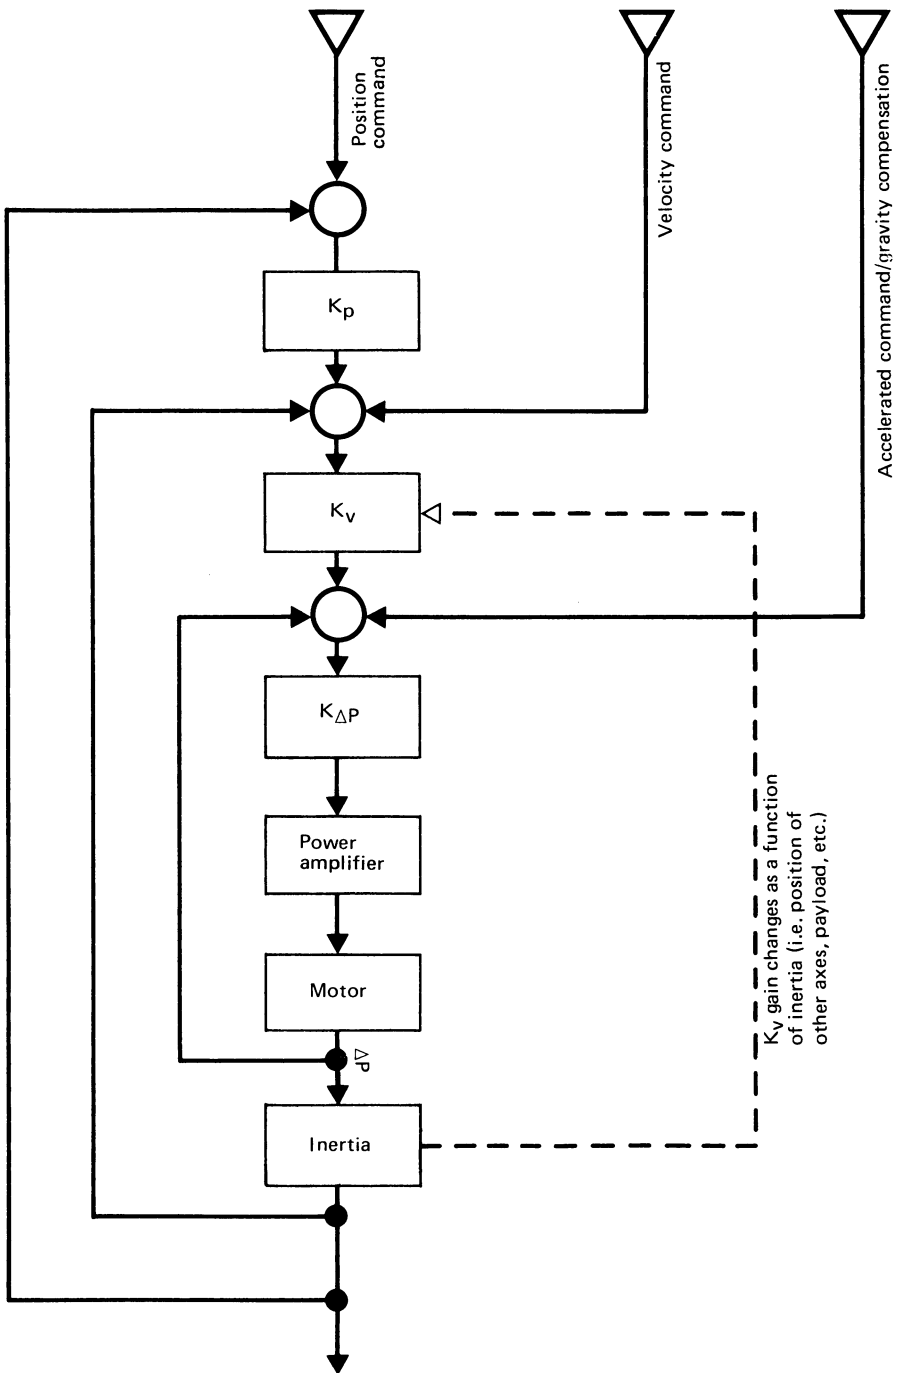 Position
command
Velocity command
Accelerated command/gravity compensation
Kp
Kv
KΔP
Power
amplifier
Motor
ΔP
Inertia
Kv gain changes as a function
of inertia (i.e. position of
other axes, payload, etc.)